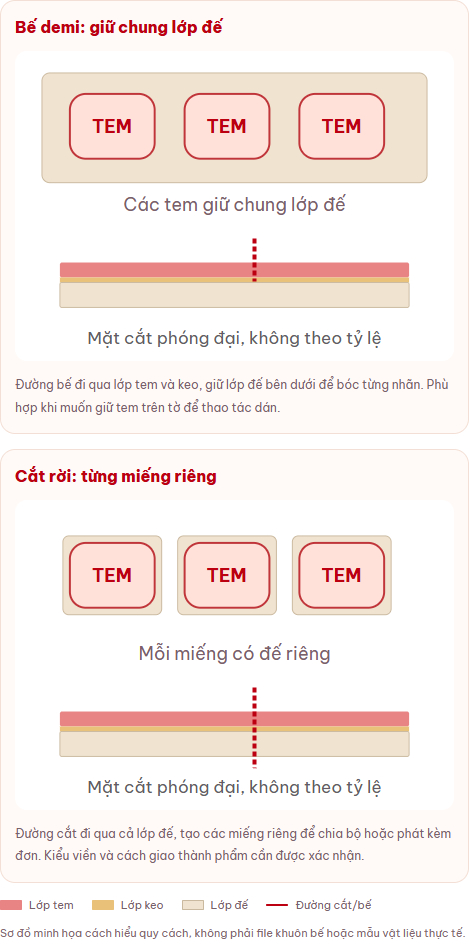 Bế demi: giữ chung lớp đế
TEM TEM TEM
Các tem giữ chung lớp đế
Mặt cắt phóng đại, không theo tỷ lệ
Đường bế đi qua lớp tem và keo, giữ lớp đế bên dưới để bóc từng nhãn. Phù
hợp khi muốn giữ tem trên tờ để thao tác dán.
Cắt rời: từng miếng riêng
TEM TEM TEM
Mỗi miếng có đế riêng
Mặt cắt phóng đại, không theo tỷ lệ
Đường cắt đi qua cả lớp đế, tạo các miếng riêng để chia bộ hoặc phát kèm
đơn. Kiểu viền và cách giao thành phẩm cần được xác nhận.
Lớp tem Lớp keo Lớp đế Đường cắt/bế
Sơ đồ minh họa cách hiểu quy cách, không phải file khuôn bế hoặc mẫu vật liệu thực tế.